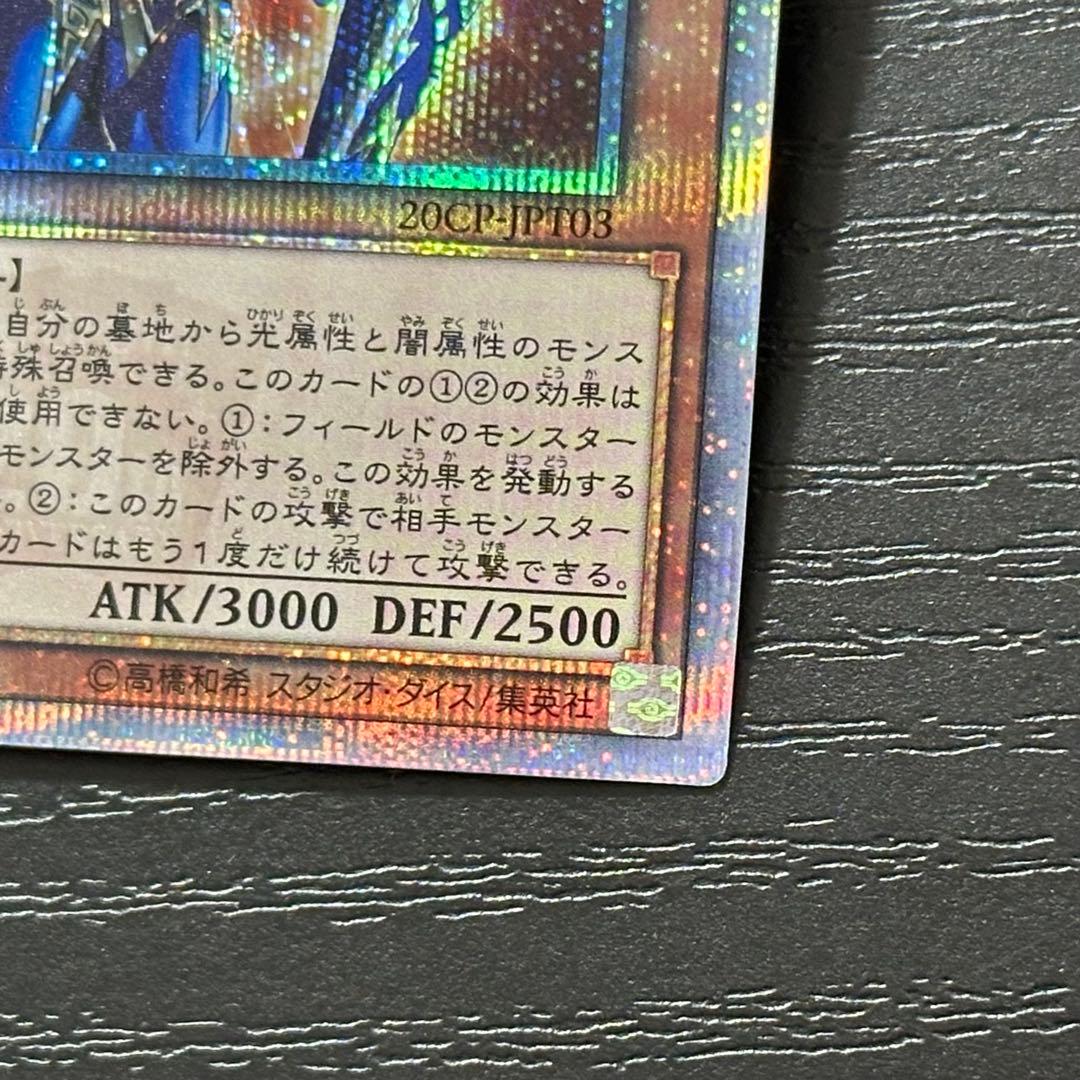 20CP-JPT03
】
自分の墓地から光属性と闇属性のモンス
特殊召喚できる。このカードの①②の効果は
使用できない。①:フィールドのモンスター
モンスターを除外する。この効果を発動する
。②:このカードの攻撃で相手モンスター
カードはもう1度だけ続けて攻撃できる。
ATK/3000 DEF/2500
©高橋和希 スタジオ・ダイス/集英社